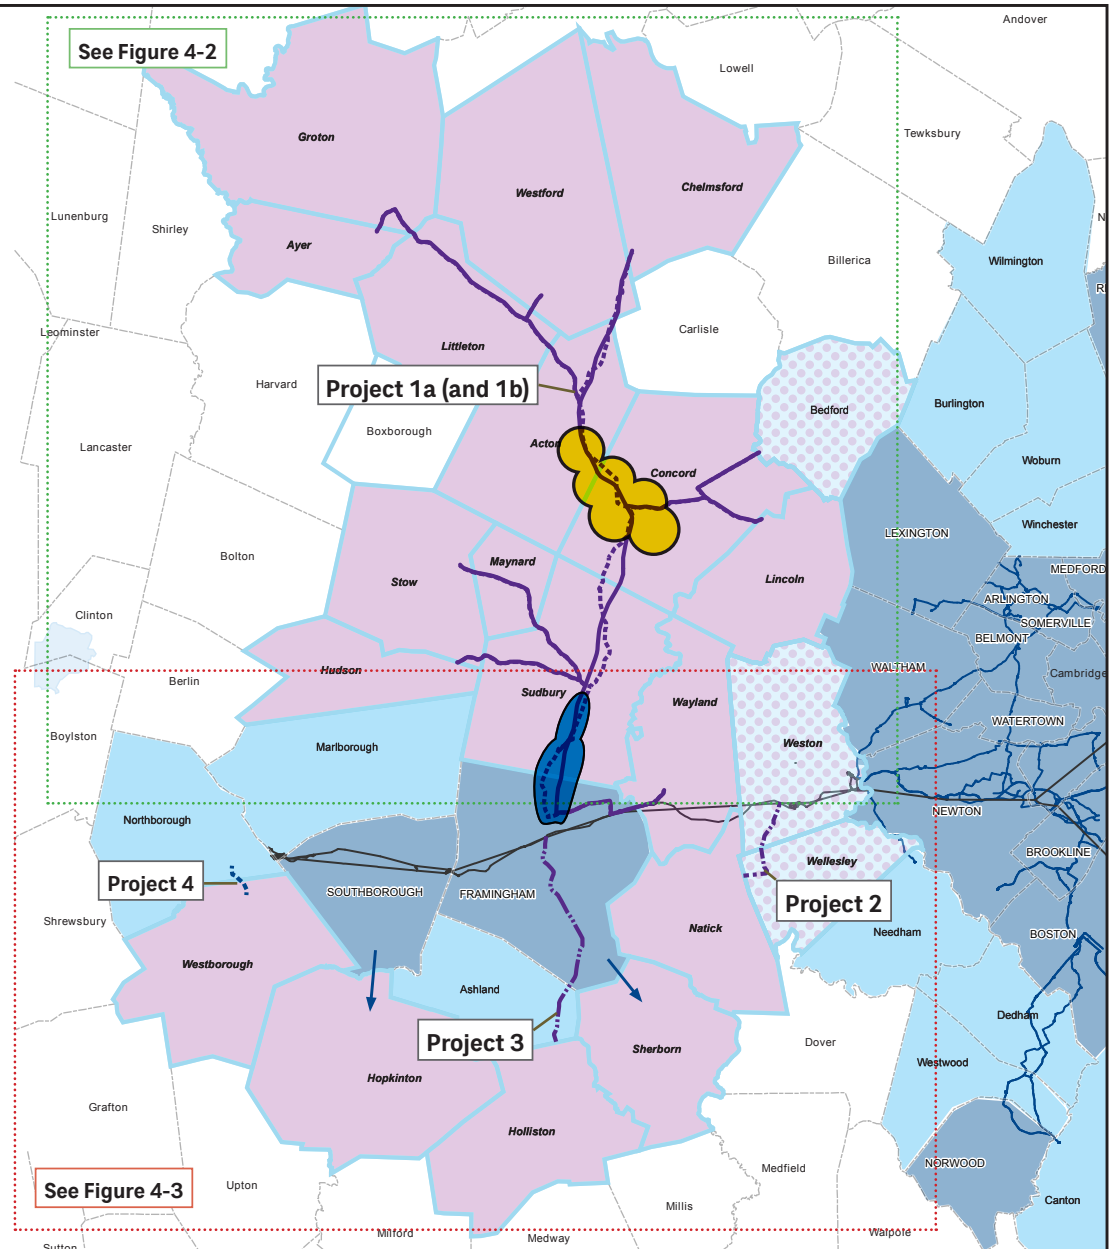 Andover
See Figure 4-2
Lowell
Tewksbury
Groton
Westford
Chelmsford
Lunenburg
Shirley
Ayer
Billerica
Wilmington
Leominster
Carlisle
Littleton
Harvard
Project 1a (and 1b)
Boxborough
Bedford
Burlington
Lancaster
Acton
Concord
Woburn
Winchester
LEXINGTON
Bolton
Maynard
Stow
Lincoln
MEDFORD
ARLINGTON
Clinton
SOMERVILLE
BELMONT
Hudson
WALTHAM
Cambridge
Berlin
Sudbury
Wayland
WATERTOWN
Boylston
Marlborough
Weston
Northborough
NEWTON
BROOKLINE
Wellesley
Project 4
SOUTHBOROUGH
FRAMINGHAM
Project 2
Shrewsbury
Natick
Needham
BOSTON
Westborough
Ashland
Dedham
Project 3
Sherborn
Dover
Westwood
Hopkinton
Grafton
Holliston
NORWOOD
Medfield
See Figure 4-3
Upton
Canton
Millis
Milford
Medway
Walpole
Sutton